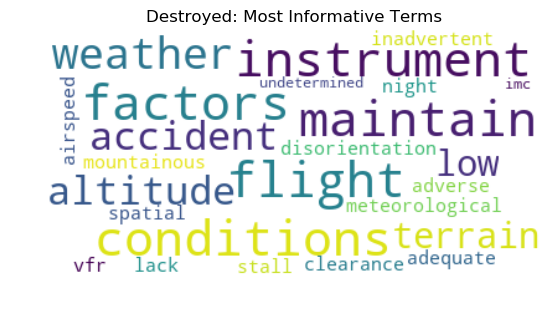 Destroyed: Most Informative Terms
inadvertent
weather instrument
undetermined night imc
airspeed factors maintain
accident disorientation
mountainous flight low
altitude adverse
spatial meteorological
conditions terrain
vfr lack stall clearance adequate